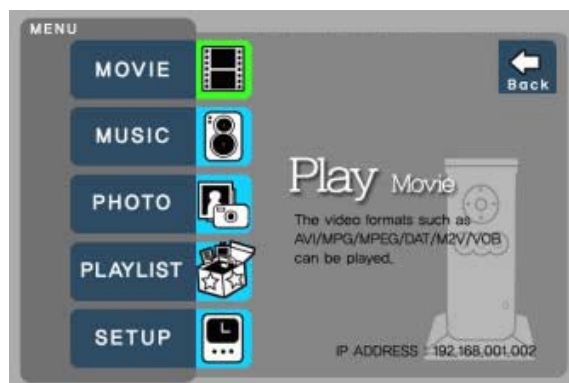 MENU
MOVIE
MUSIC
PHOTO
PLAYLIST
SETUP
Back
Play Movie
The video formats such as
AVI/MPG/MPEG/DAT/M2V/VOB
can be played.
IP ADDRESS : 192.168.001.002